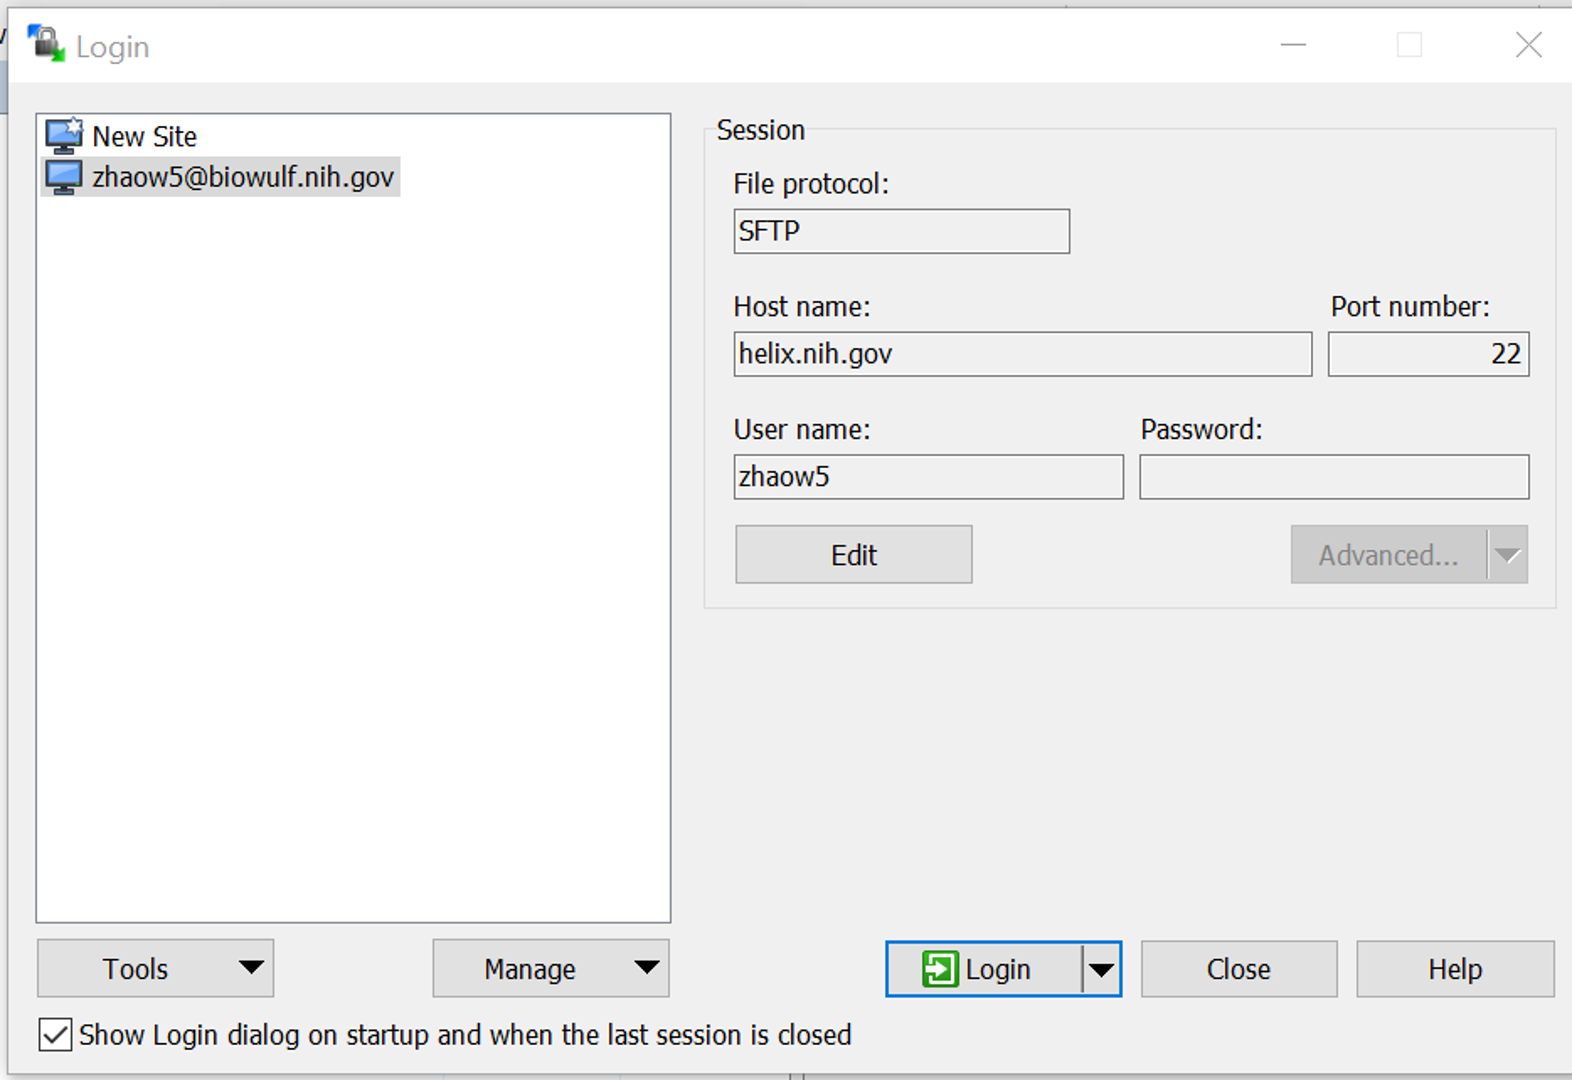 Login
New Site
zhaow5@biowulf.nih.gov
Session
File protocol:
SFTP
Host name: Port number:
helix.nih.gov 22
User name: Password:
zhaow5
Edit Advanced...
Tools Manage Login Close Help
Show Login dialog on startup and when the last session is closed